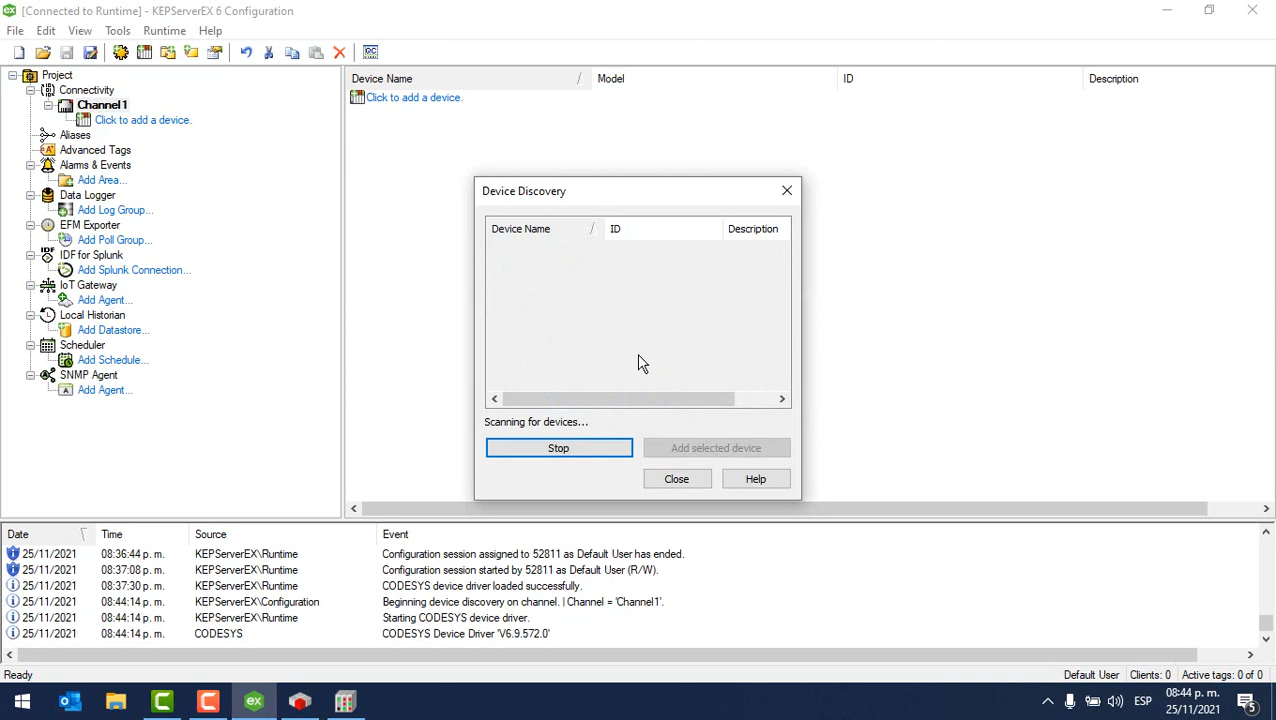 [Connected to Runtime] - KEPServerEX 6 Configuration
File Edit View Tools Runtime Help
Project
Connectivity
Channel1
Click to add a device.
Aliases
Advanced Tags
Alarms & Events
Add Area...
Data Logger
Add Log Group...
EFM Exporter
Add Poll Group...
IDF for Splunk
Add Splunk Connection...
IoT Gateway
Add Agent...
Local Historian
Add Datastore...
Scheduler
Add Schedule...
SNMP Agent
Add Agent...
Device Name Model ID Description
Click to add a device.
Device Discovery
Device Name ID Description
Scanning for devices...
Stop Add selected device
Close Help
Date Time Source Event
25/11/2021 08:36:44 p. m. KEPServerEX\Runtime Configuration session assigned to 52811 as Default User has ended.
25/11/2021 08:37:08 p. m. KEPServerEX\Runtime Configuration session started by 52811 as Default User (R/W).
25/11/2021 08:37:30 p. m. KEPServerEX\Runtime CODESYS device driver loaded successfully.
25/11/2021 08:44:14 p. m. KEPServerEX\Configuration Beginning device discovery on channel. | Channel = 'Channel1'.
25/11/2021 08:44:14 p. m. KEPServerEX\Runtime Starting CODESYS device driver.
25/11/2021 08:44:14 p. m. CODESYS CODESYS Device Driver 'V6.9.572.0'
Ready Default User Clients: 0 Active tags: 0 of 0
ESP 08:44 p. m.
25/11/2021
5